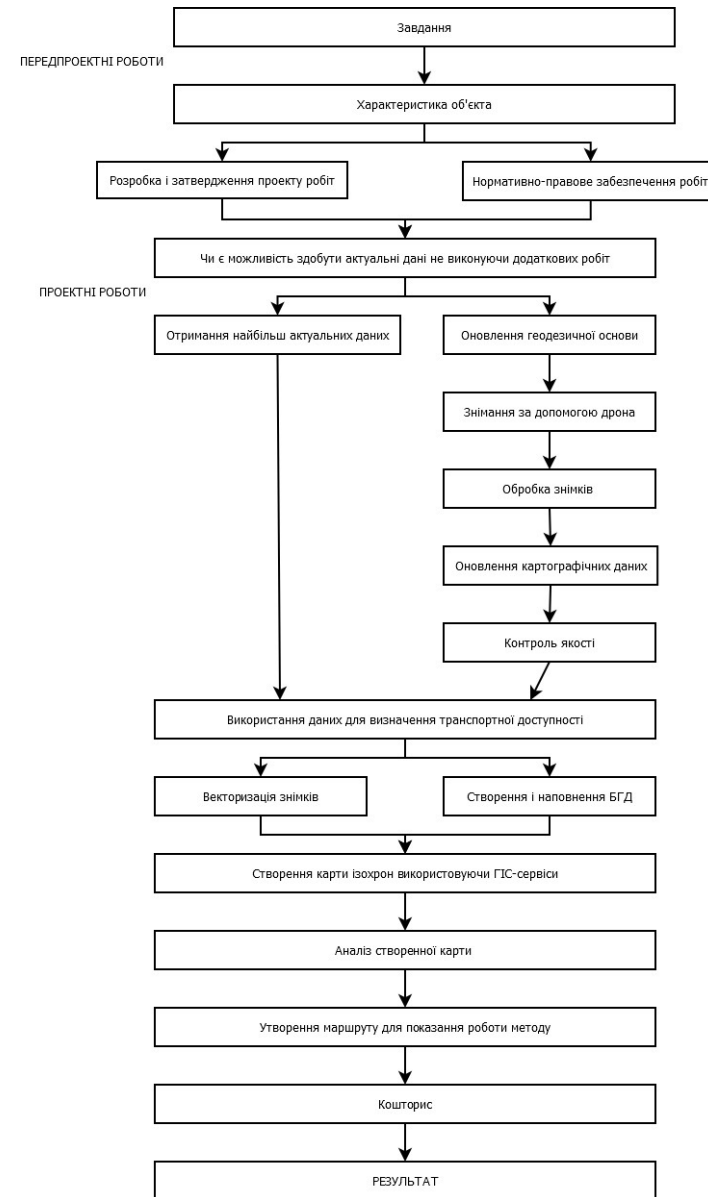 Завдання
ПЕРЕДПРОЕКТНІ РОБОТИ
Характеристика об'єкта
Розробка і затвердження проекту робіт
Нормативно-правове забезпечення робіт
Чи є можливість здобути актуальні дані не виконуючи додаткових робіт
ПРОЕКТНІ РОБОТИ
Отримання найбільш актуальних даних
Оновлення геодезичної основи
Знімання за допомогою дрона
Обробка знімків
Оновлення картографічних даних
Контроль якості
Використання даних для визначення транспортної доступності
Векторизація знімків
Створення і наповнення БГД
Створення карти ізохрон використовуючи ГІС-сервіси
Аналіз створенної карти
Утворення маршруту для показання роботи методу
Кошторис
РЕЗУЛЬТАТ